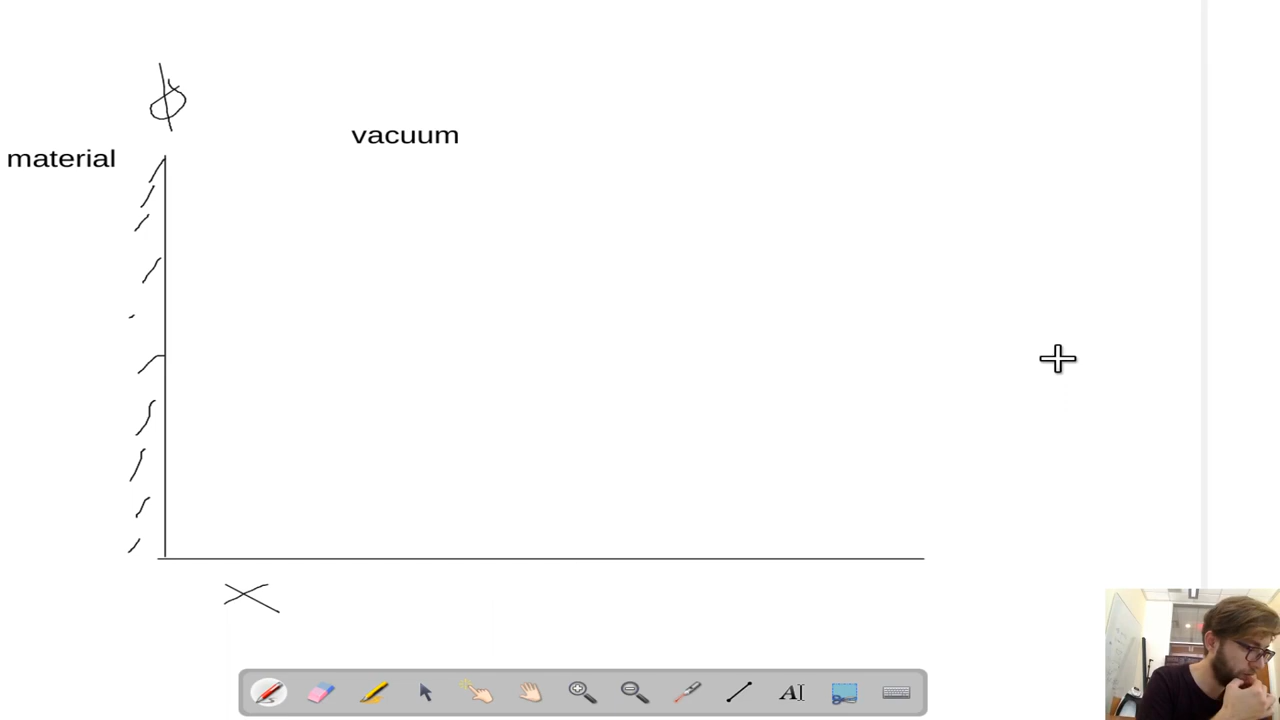 ϕ
vacuum
material
x